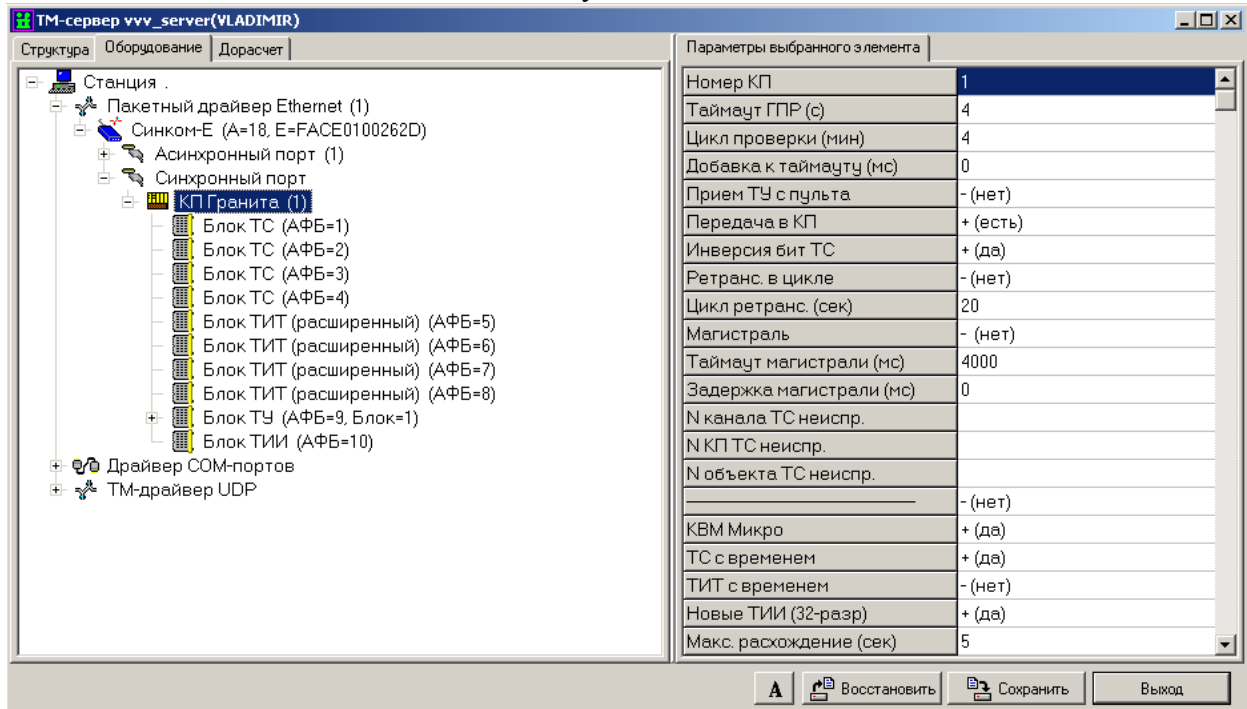 ТМ-сервер vvv_server(VLADIMIR)
Структура Оборудование Дорасчет
Станция .
Пакетный драйвер Ethernet (1)
Синком-Е (A=18, E=FACE0100262D)
Асинхронный порт (1)
Синхронный порт
КП Гранита (1)
Блок ТС (АФБ=1)
Блок ТС (АФБ=2)
Блок ТС (АФБ=3)
Блок ТС (АФБ=4)
Блок ТИТ (расширенный) (АФБ=5)
Блок ТИТ (расширенный) (АФБ=6)
Блок ТИТ (расширенный) (АФБ=7)
Блок ТИТ (расширенный) (АФБ=8)
Блок ТУ (АФБ=9, Блок=1)
Блок ТИИ (АФБ=10)
Драйвер COM-портов
ТМ-драйвер UDP
Параметры выбранного элемента
Номер КП 1
Таймаут ГПР (с) 4
Цикл проверки (мин) 4
Добавка к таймауту (мс) 0
Прием ТУ с пульта - (нет)
Передача в КП + (есть)
Инверсия бит ТС + (да)
Ретранс. в цикле - (нет)
Цикл ретранс. (сек) 20
Магистраль - (нет)
Таймаут магистрали (мс) 4000
Задержка магистрали (мс) 0
N канала ТС неиспр.
N КП ТС неиспр.
N объекта ТС неиспр.
- (нет)
КВМ Микро + (да)
ТС с временем + (да)
ТИТ с временем - (нет)
Новые ТИИ (32-разр) + (да)
Макс. расхождение (сек) 5
А Восстановить Сохранить Выход